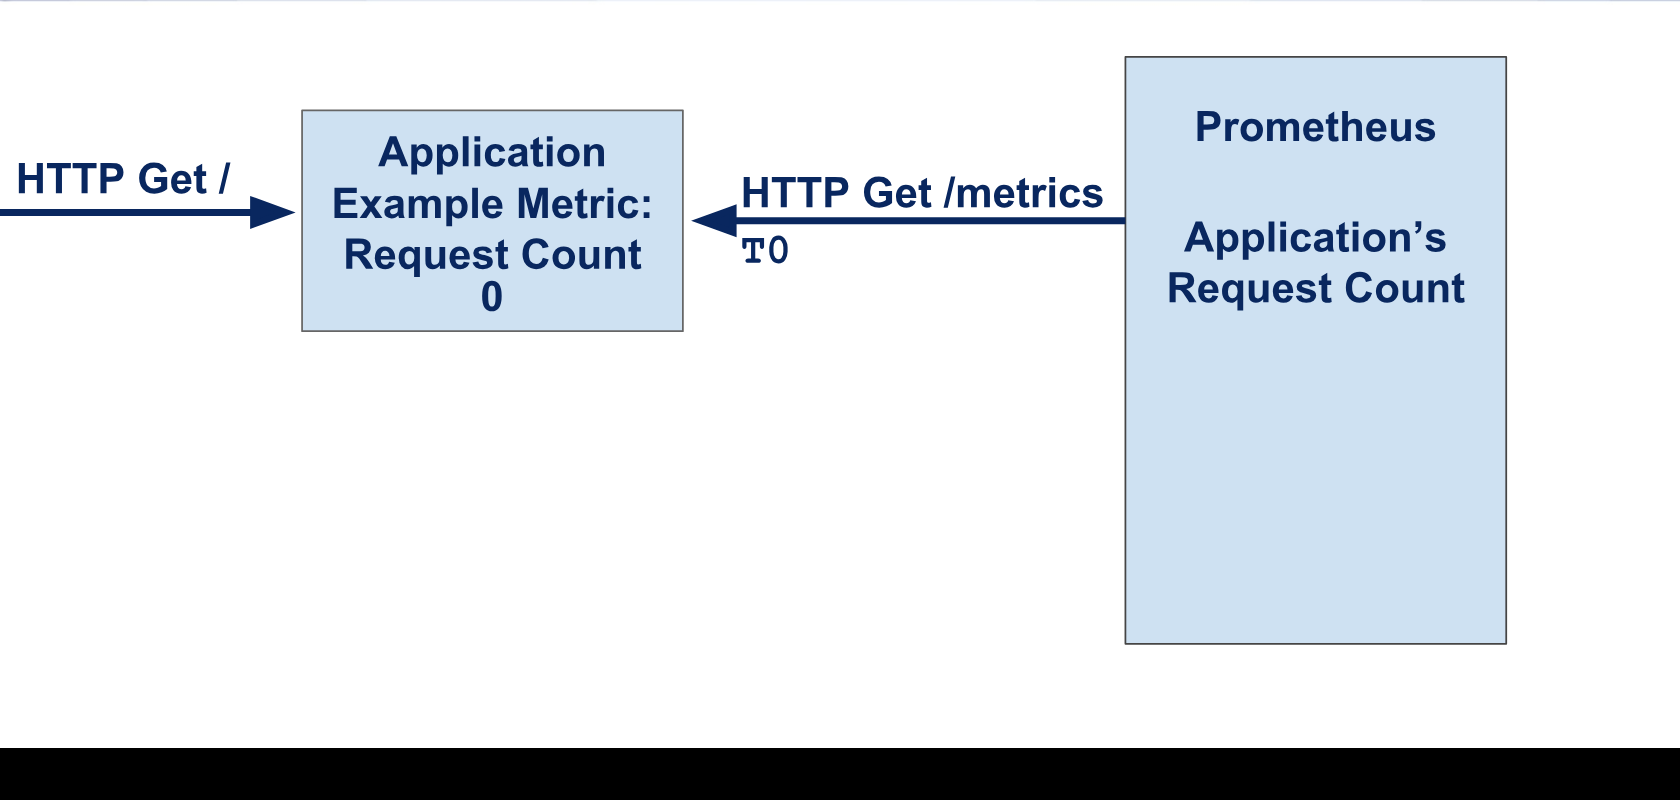 HTTP Get /
Application
Example Metric:
Request Count
0
HTTP Get /metrics
T0
Prometheus
Application’s
Request Count